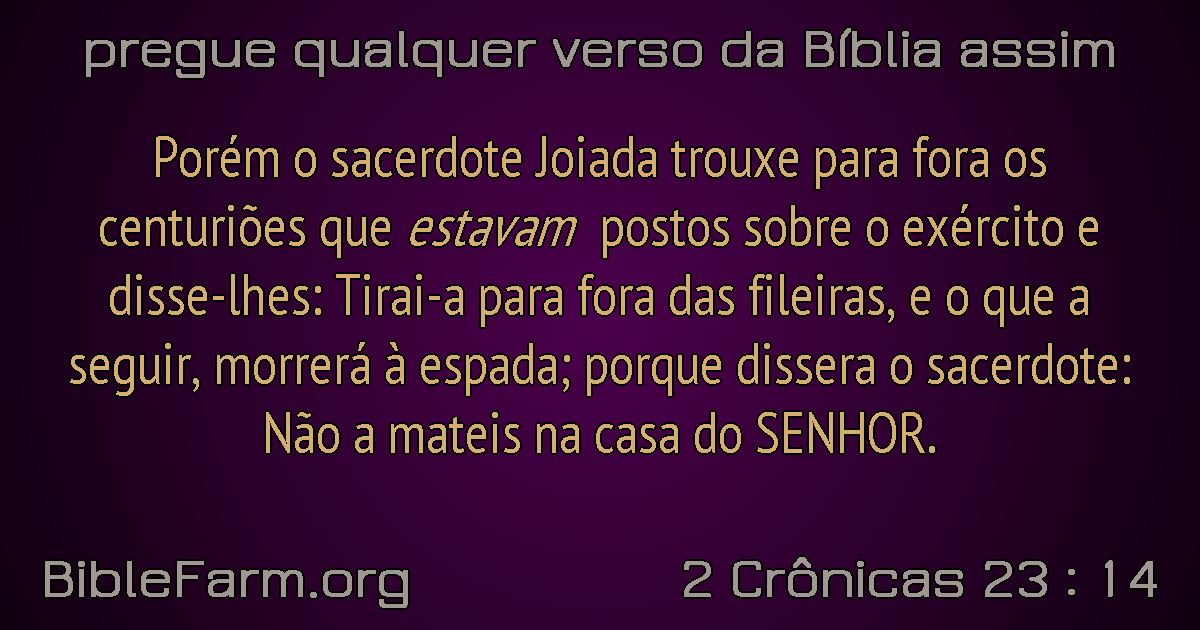 pregue qualquer verso da Bíblia assim
Porém o sacerdote Joiada trouxe para fora os
centuriões que estavam postos sobre o exército e
disse-lhes: Tirai-a para fora das fileiras, e o que a
seguir, morrerá à espada; porque dissera o sacerdote:
Não a mateis na casa do SENHOR.
BibleFarm.org
2 Crônicas 23 : 14